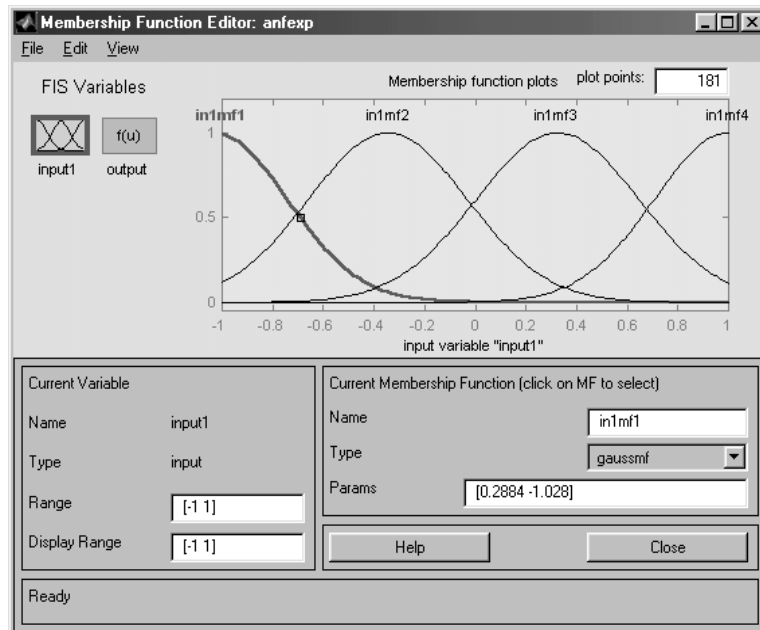 Membership Function Editor: anfexp
File Edit View
FIS Variables
f(u)
input1 output
Membership function plots plot points: 181
in1mf1 in1mf2 in1mf3 in1mf4
1
0.5
0
-1 -0.8 -0.6 -0.4 -0.2 0 0.2 0.4 0.6 0.8 1
input variable "input1"
Current Variable
Name input1
Type input
Range [-1 1]
Display Range [-1 1]
Current Membership Function (click on MF to select)
Name in1mf1
Type gaussmf
Params [0.2884 -1.028]
Help Close
Ready